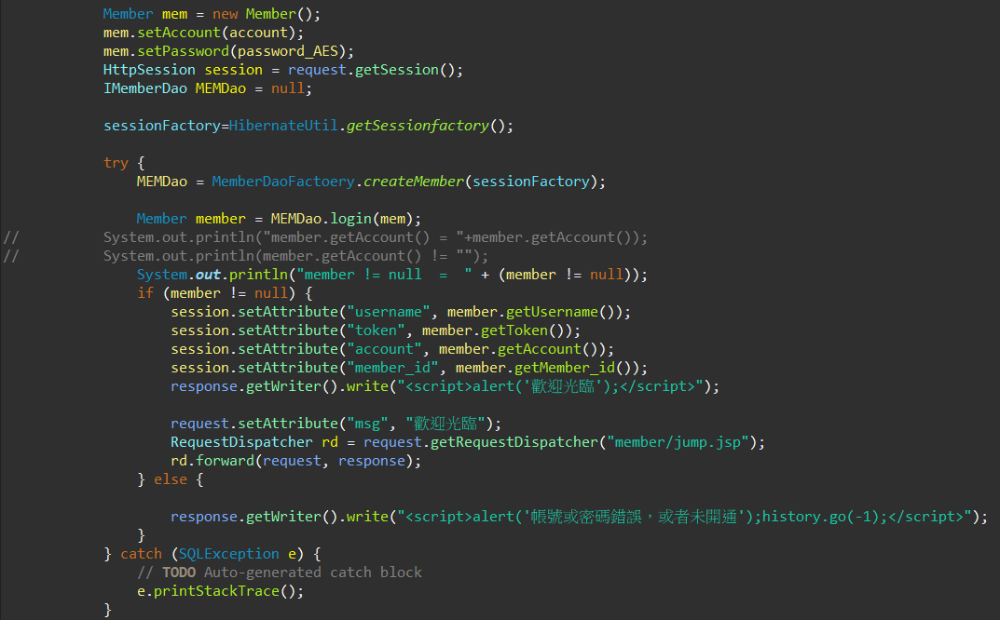 Member mem = new Member();
mem.setAccount(account);
mem.setPassword(password_AES);
HttpSession session = request.getSession();
IMemberDao MEMDao = null;
sessionFactory=HibernateUtil.getSessionfactory();
try {
MEMDao = MemberDaoFactoery.createMember(sessionFactory);
Member member = MEMDao.login(mem);
// System.out.println("member.getAccount() = "+member.getAccount());
// System.out.println(member.getAccount() != "");
System.out.println("member != null  =  " + (member != null));
if (member != null) {
session.setAttribute("username", member.getUsername());
session.setAttribute("token", member.getToken());
session.setAttribute("account", member.getAccount());
session.setAttribute("member_id", member.getMember_id());
response.getWriter().write("<script>alert('歡迎光臨');</script>");
request.setAttribute("msg", "歡迎光臨");
RequestDispatcher rd = request.getRequestDispatcher("member/jump.jsp");
rd.forward(request, response);
} else {
response.getWriter().write("<script>alert('帳號或密碼錯誤，或者未開通');history.go(-1);</script>");
}
} catch (SQLException e) {
// TODO Auto-generated catch block
e.printStackTrace();
}